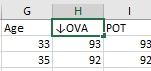 G H I
Age ↓OVA POT
33 93 93
35 92 92